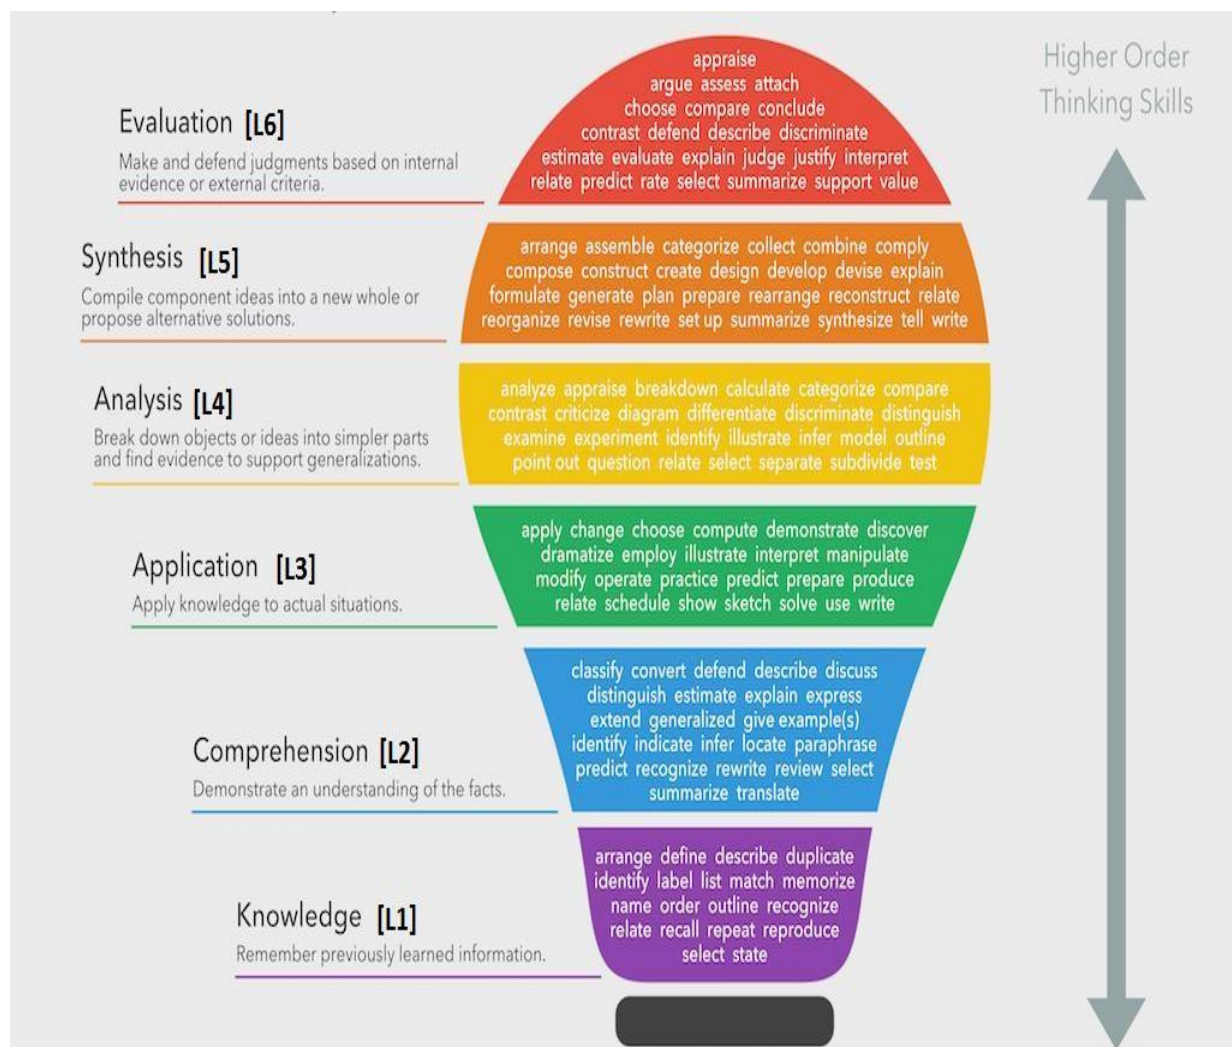 Higher Order
Thinking Skills
Evaluation [L6]
Make and defend judgments based on internal
evidence or external criteria.
appraise
argue assess attach
choose compare conclude
contrast defend describe discriminate
estimate evaluate explain judge justify interpret
relate predict rate select summarize support value
Synthesis [L5]
Compile component ideas into a new whole or
propose alternative solutions.
arrange assemble categorize collect combine comply
compose construct create design develop devise explain
formulate generate plan prepare rearrange reconstruct relate
reorganize revise rewrite set up summarize synthesize tell write
Analysis [L4]
Break down objects or ideas into simpler parts
and find evidence to support generalizations.
analyze appraise breakdown calculate categorize compare
contrast criticize diagram differentiate discriminate distinguish
examine experiment identify illustrate infer model outline
point out question relate select separate subdivide test
Application [L3]
Apply knowledge to actual situations.
apply change choose compute demonstrate discover
dramatize employ illustrate interpret manipulate
modify operate practice predict prepare produce
relate schedule show sketch solve use write
Comprehension [L2]
Demonstrate an understanding of the facts.
classify convert defend describe discuss
distinguish estimate explain express
extend generalized give example(s)
identify indicate infer locate paraphrase
predict recognize rewrite review select
summarize translate
Knowledge [L1]
Remember previously learned information.
arrange define describe duplicate
identify label list match memorize
name order outline recognize
relate recall repeat reproduce
select state